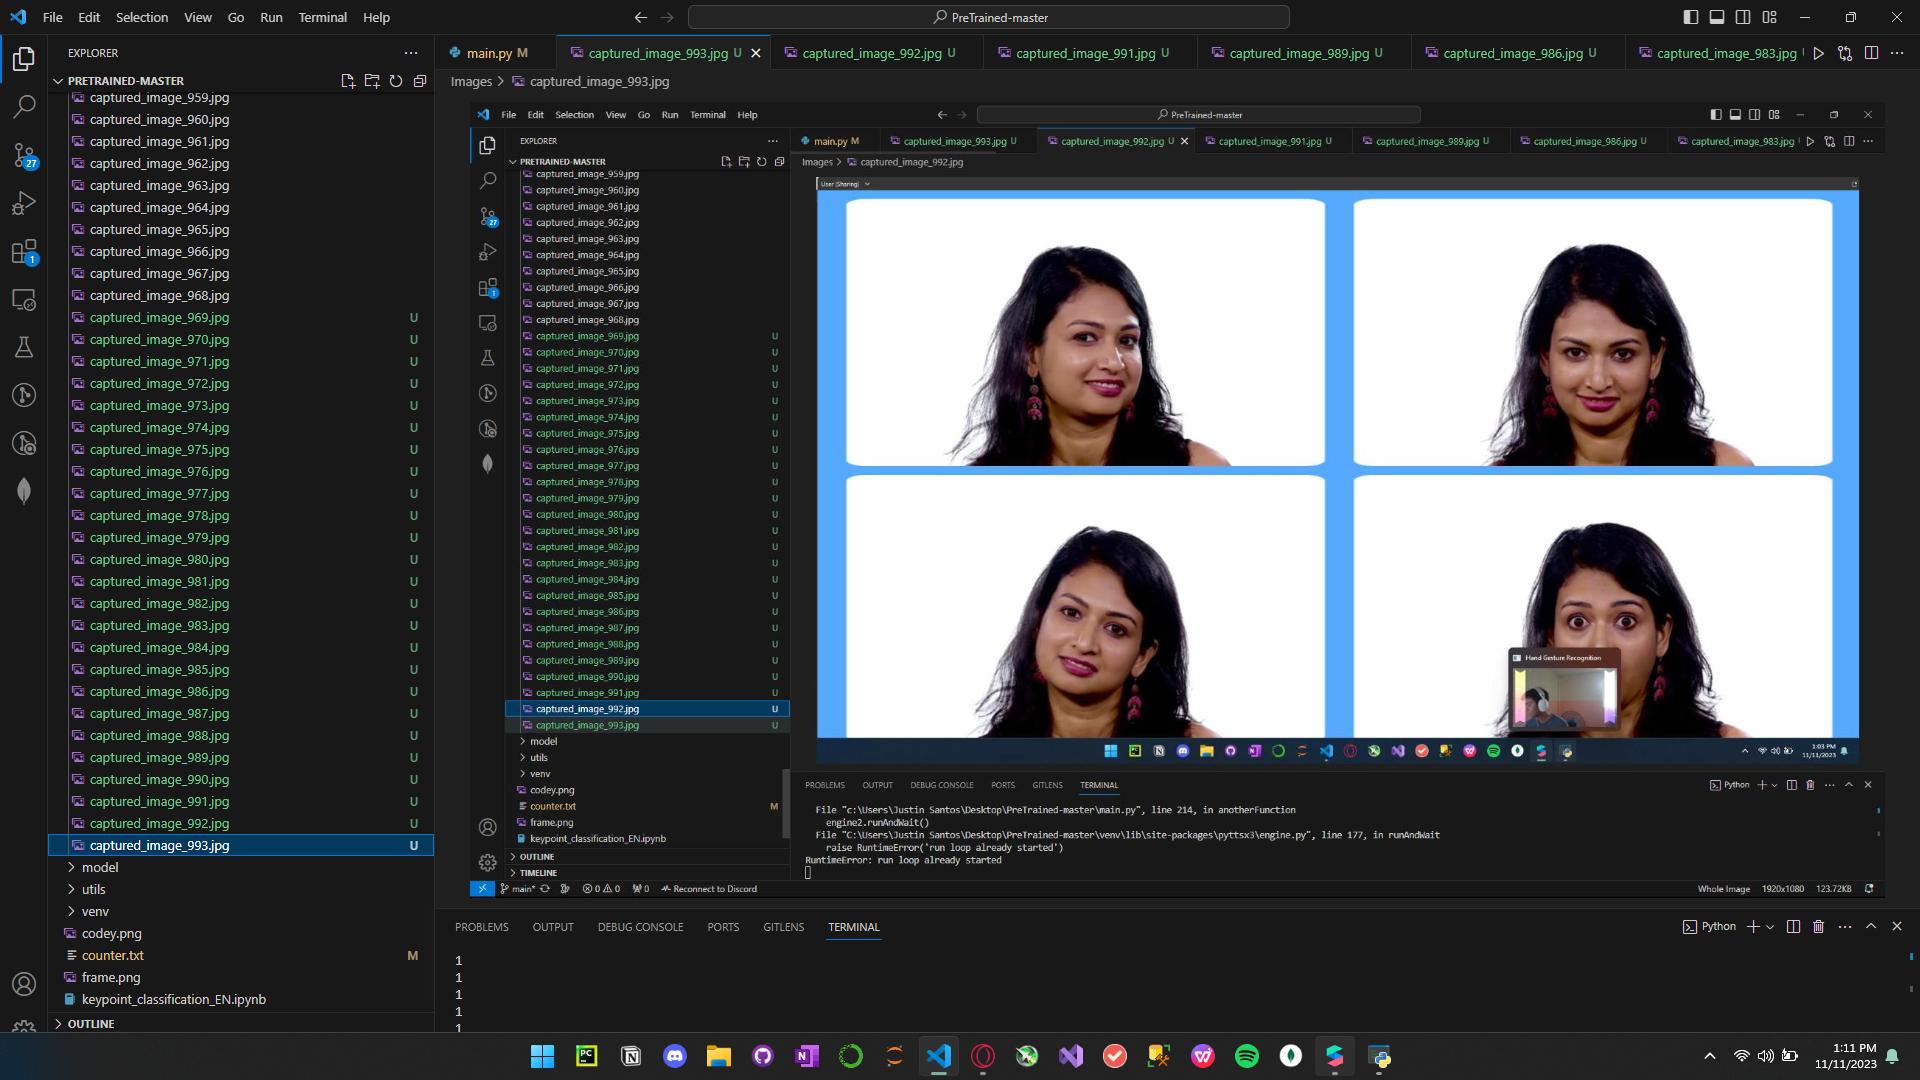 File Edit Selection View Go Run Terminal Help
PreTrained-master
EXPLORER
main.py M
captured_image_993.jpg U
captured_image_992.jpg U
captured_image_991.jpg U
captured_image_989.jpg U
captured_image_986.jpg U
captured_image_983.jpg
PRETRAINED-MASTER
Images > captured_image_993.jpg
captured_image_959.jpg
captured_image_960.jpg
captured_image_961.jpg
captured_image_962.jpg
captured_image_963.jpg
captured_image_964.jpg
captured_image_965.jpg
captured_image_966.jpg
captured_image_967.jpg
captured_image_968.jpg
captured_image_969.jpg U
captured_image_970.jpg U
captured_image_971.jpg U
captured_image_972.jpg U
captured_image_973.jpg U
captured_image_974.jpg U
captured_image_975.jpg U
captured_image_976.jpg U
captured_image_977.jpg U
captured_image_978.jpg U
captured_image_979.jpg U
captured_image_980.jpg U
captured_image_981.jpg U
captured_image_982.jpg U
captured_image_983.jpg U
captured_image_984.jpg U
captured_image_985.jpg U
captured_image_986.jpg U
captured_image_987.jpg U
captured_image_988.jpg U
captured_image_989.jpg U
captured_image_990.jpg U
captured_image_991.jpg U
captured_image_992.jpg U
captured_image_993.jpg U
model
utils
venv
codey.png
counter.txt M
frame.png
keypoint_classification_EN.ipynb
OUTLINE
27
1
File Edit Selection View Go Run Terminal Help
PreTrained-master
EXPLORER
main.py M
captured_image_993.jpg U
captured_image_992.jpg U
captured_image_991.jpg U
captured_image_989.jpg U
captured_image_986.jpg U
captured_image_983.jpg
PRETRAINED-MASTER
Images > captured_image_992.jpg
captured_image_959.jpg
captured_image_960.jpg
captured_image_961.jpg
captured_image_962.jpg
captured_image_963.jpg
captured_image_964.jpg
captured_image_965.jpg
captured_image_966.jpg
captured_image_967.jpg
captured_image_968.jpg
captured_image_969.jpg U
captured_image_970.jpg U
captured_image_971.jpg U
captured_image_972.jpg U
captured_image_973.jpg U
captured_image_974.jpg U
captured_image_975.jpg U
captured_image_976.jpg U
captured_image_977.jpg U
captured_image_978.jpg U
captured_image_979.jpg U
captured_image_980.jpg U
captured_image_981.jpg U
captured_image_982.jpg U
captured_image_983.jpg U
captured_image_984.jpg U
captured_image_985.jpg U
captured_image_986.jpg U
captured_image_987.jpg U
captured_image_988.jpg U
captured_image_989.jpg U
captured_image_990.jpg U
captured_image_991.jpg U
captured_image_992.jpg U
captured_image_993.jpg U
model
utils
venv
codey.png
counter.txt M
frame.png
keypoint_classification_EN.ipynb
OUTLINE
TIMELINE
27
1
User (Sharing)
Hand Gesture Recognition
1:03 PM
11/11/2023
PROBLEMS OUTPUT DEBUG CONSOLE PORTS GITLENS TERMINAL
Python
File "c:\Users\Justin Santos\Desktop\PreTrained-master\main.py", line 214, in anotherFunction
engine2.runAndWait()
File "C:\Users\Justin Santos\Desktop\PreTrained-master\venv\lib\site-packages\pyttsx3\engine.py", line 177, in runAndWait
raise RuntimeError('run loop already started')
RuntimeError: run loop already started
main* 0 0 0 Reconnect to Discord
Whole Image 1920x1080 123.72KB
PROBLEMS OUTPUT DEBUG CONSOLE PORTS GITLENS TERMINAL
Python
1
1
1
1
1
1:11 PM
11/11/2023